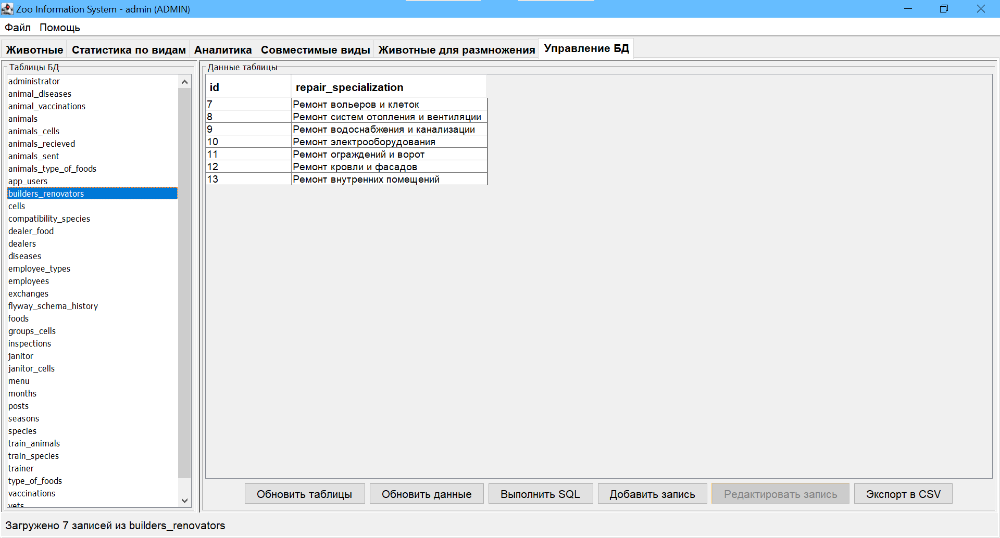 Zoo Information System - admin (ADMIN)
Файл Помощь
Животные Статистика по видам Аналитика Совместимые виды Животные для размножения Управление БД
Таблицы БД
administrator
animal_diseases
animal_vaccinations
animals
animals_cells
animals_recieved
animals_sent
animals_type_of_foods
app_users
builders_renovators
cells
compatibility_species
dealer_food
dealers
diseases
employee_types
employees
exchanges
flyway_schema_history
foods
groups_cells
inspections
janitor
janitor_cells
menu
months
posts
seasons
species
train_animals
train_species
trainer
type_of_foods
vaccinations
vets
Данные таблицы
id repair_specialization
7 Ремонт вольеров и клеток
8 Ремонт систем отопления и вентиляции
9 Ремонт водоснабжения и канализации
10 Ремонт электрооборудования
11 Ремонт ограждений и ворот
12 Ремонт кровли и фасадов
13 Ремонт внутренних помещений
Обновить таблицы Обновить данные Выполнить SQL Добавить запись Редактировать запись Экспорт в CSV
Загружено 7 записей из builders_renovators